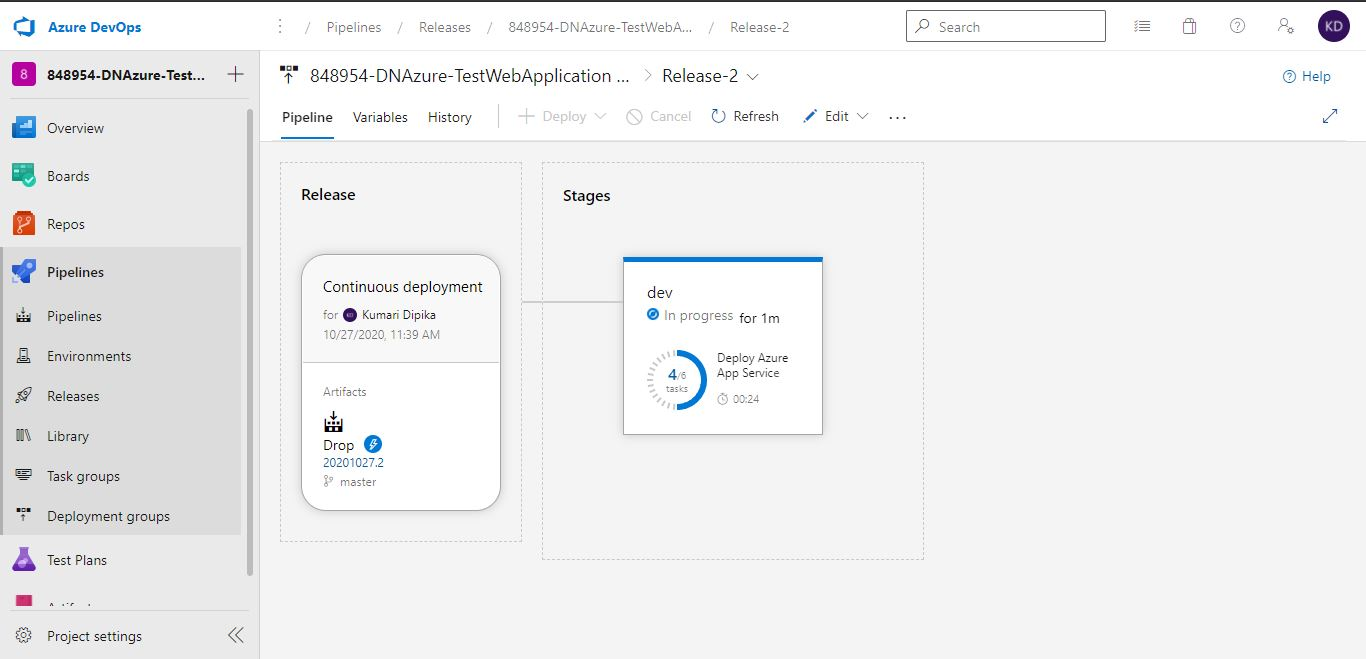 Azure DevOps
/ Pipelines / Releases / 848954-DNAzure-TestWebA... / Release-2
Search
KD
8 848954-DNAzure-Test...
848954-DNAzure-TestWebApplication ... > Release-2
Help
Pipeline Variables History Deploy Cancel Refresh Edit ...
Overview
Boards
Repos
Pipelines
Pipelines
Environments
Releases
Library
Task groups
Deployment groups
Test Plans
Project settings
Release
Continuous deployment
for KD Kumari Dipika
10/27/2020, 11:39 AM
Artifacts
Drop
20201027.2
master
Stages
dev
In progress for 1m
4/6
tasks
Deploy Azure
App Service
00:24